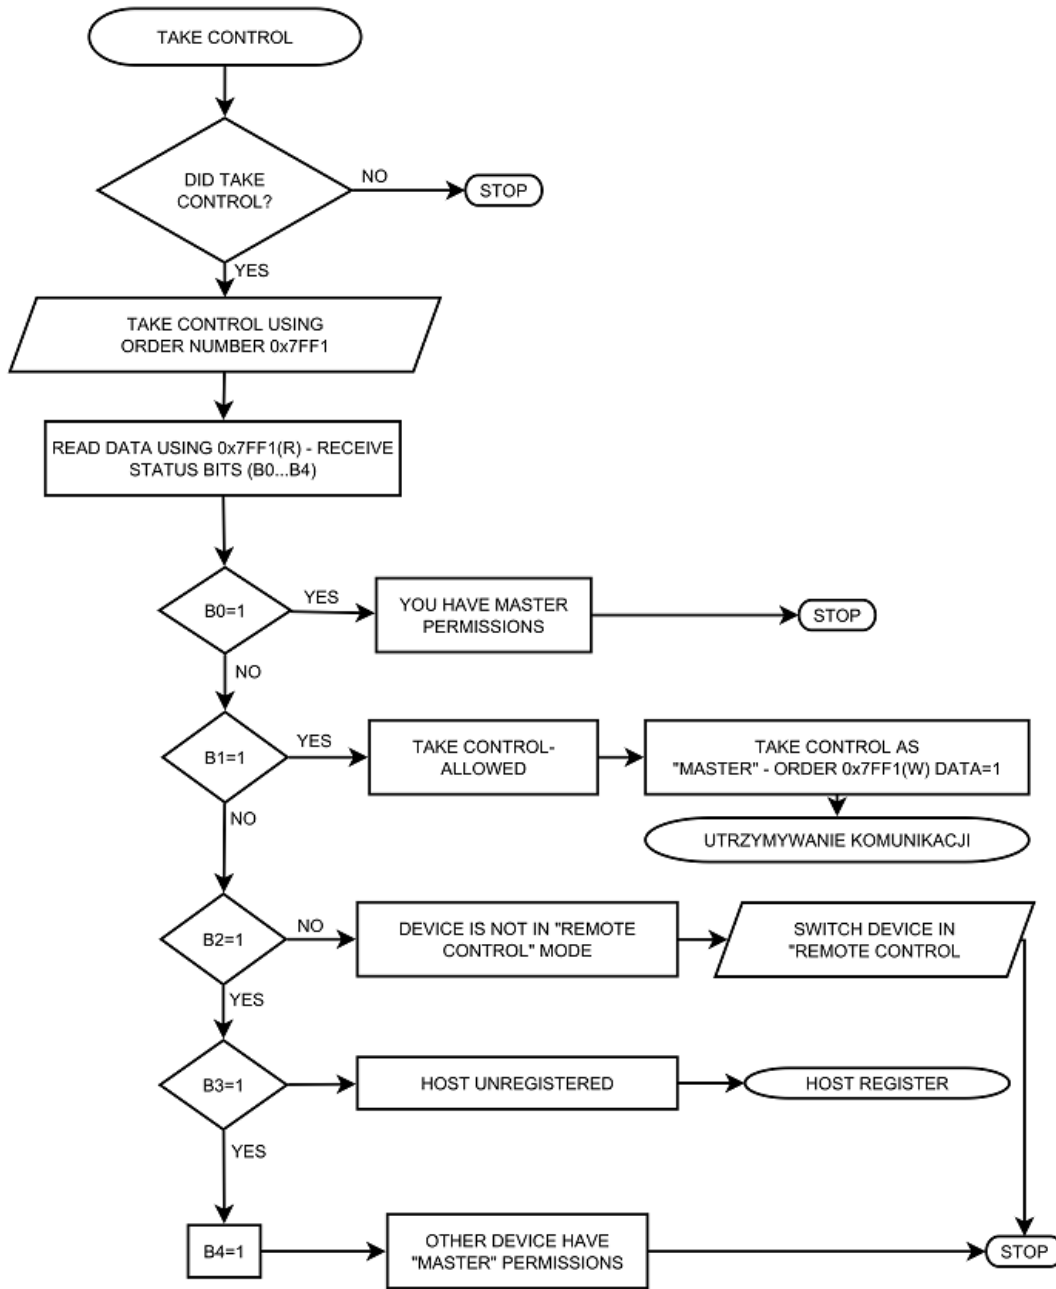 TAKE CONTROL
DID TAKE
CONTROL?
NO
STOP
YES
TAKE CONTROL USING
ORDER NUMBER 0x7FF1
READ DATA USING 0x7FF1(R) - RECEIVE
STATUS BITS (B0...B4)
B0=1
YES
YOU HAVE MASTER
PERMISSIONS
STOP
NO
B1=1
YES
TAKE CONTROL-
ALLOWED
TAKE CONTROL AS
"MASTER" - ORDER 0x7FF1(W) DATA=1
NO
UTRZYMYWANIE KOMUNIKACJI
B2=1
NO
DEVICE IS NOT IN "REMOTE
CONTROL" MODE
SWITCH DEVICE IN
"REMOTE CONTROL
YES
B3=1
HOST UNREGISTERED
HOST REGISTER
YES
B4=1
OTHER DEVICE HAVE
"MASTER" PERMISSIONS
STOP